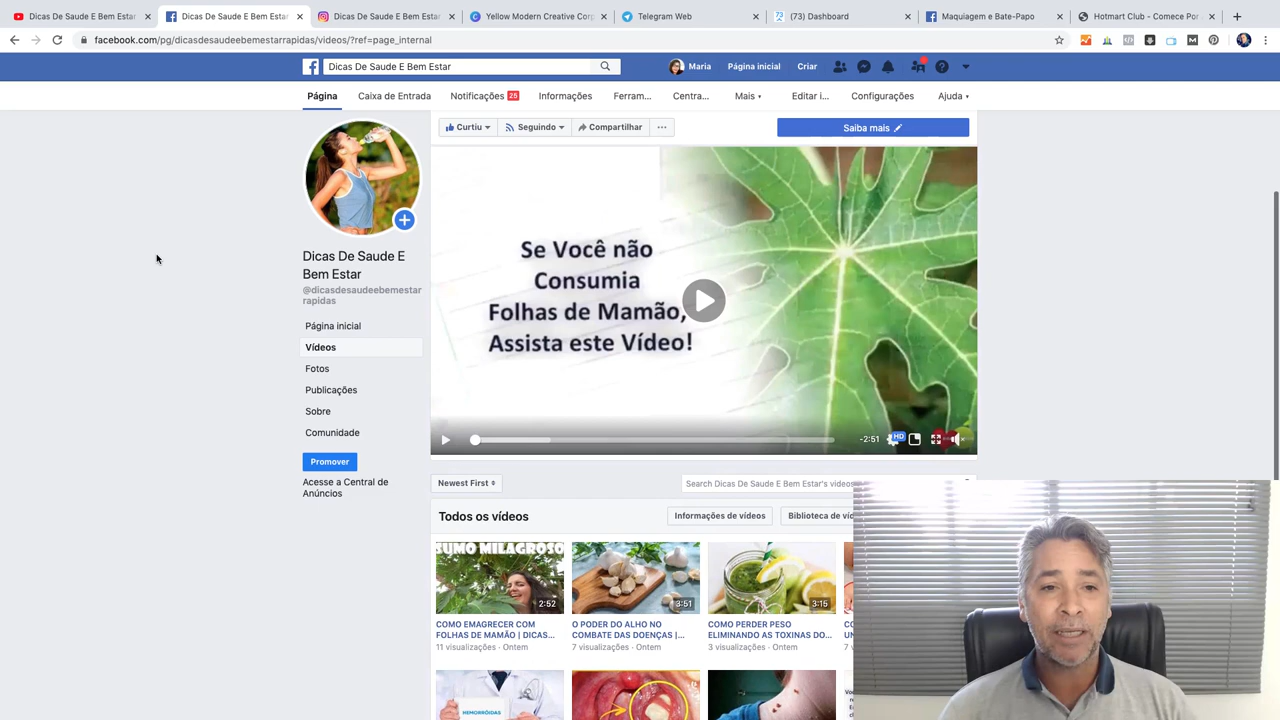 Dicas De Saude E Bem Estar
Dicas De Saude E Bem Estar
Dicas De Saude E Bem Estar
Yellow Modern Creative Corp
Telegram Web
(73) Dashboard
Maquiagem e Bate-Papo
Hotmart Club - Comece Por
facebook.com/pg/dicasdesaudeebemestarrapidas/videos/?ref=page_internal
Dicas De Saude E Bem Estar
Maria
Página inicial
Criar
Página
Caixa de Entrada
Notificações 25
Informações
Ferram...
Centra...
Mais
Editar i...
Configurações
Ajuda
Curtiu
Seguindo
Compartilhar
Saiba mais
Dicas De Saude E
Bem Estar
@dicasdesaudeebemestar
rapidas
Página inicial
Vídeos
Fotos
Publicações
Sobre
Comunidade
Promover
Acesse a Central de
Anúncios
Se Você não
Consumia
Folhas de Mamão,
Assista este Vídeo!
-2:51
HD
Newest First
Search Dicas De Saude E Bem Estar's videos
Todos os vídeos
Informações de vídeos
Biblioteca de víd
SUMO MILAGROSO
2:52
3:51
3:15
COMO EMAGRECER COM
FOLHAS DE MAMÃO | DICAS...
11 visualizações · Ontem
O PODER DO ALHO NO
COMBATE DAS DOENÇAS |...
7 visualizações · Ontem
COMO PERDER PESO
ELIMINANDO AS TOXINAS DO...
3 visualizações · Ontem
HEMORRÓIDAS